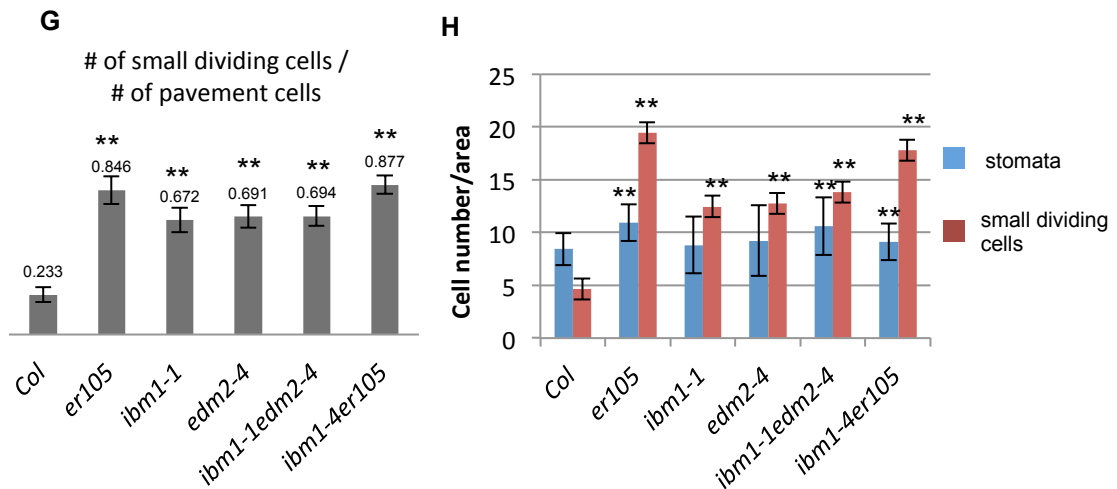 G
# of small dividing cells /
# of pavement cells
**
**
**
**
**
0.233
0.846
0.672
0.691
0.694
0.877
Col
er105
ibm1-1
edm2-4
ibm1-1edm2-4
ibm1-4er105
H
Cell number/area
25
20
15
10
5
0
**
**
**
**
**
**
**
**
Col
er105
ibm1-1
edm2-4
ibm1-1edm2-4
ibm1-4er105
stomata
small dividing
cells